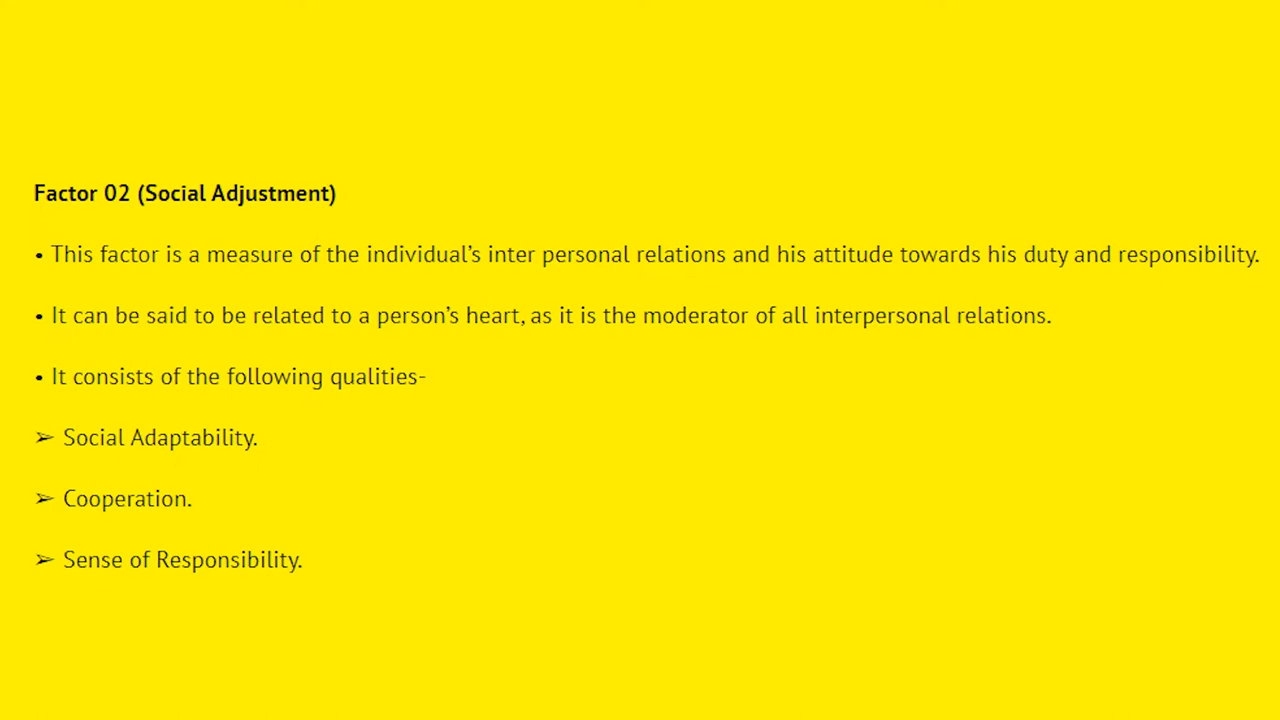 Factor 02 (Social Adjustment)
• This factor is a measure of the individual’s inter personal relations and his attitude towards his duty and responsibility.
• It can be said to be related to a person’s heart, as it is the moderator of all interpersonal relations.
• It consists of the following qualities-
➢ Social Adaptability.
➢ Cooperation.
➢ Sense of Responsibility.